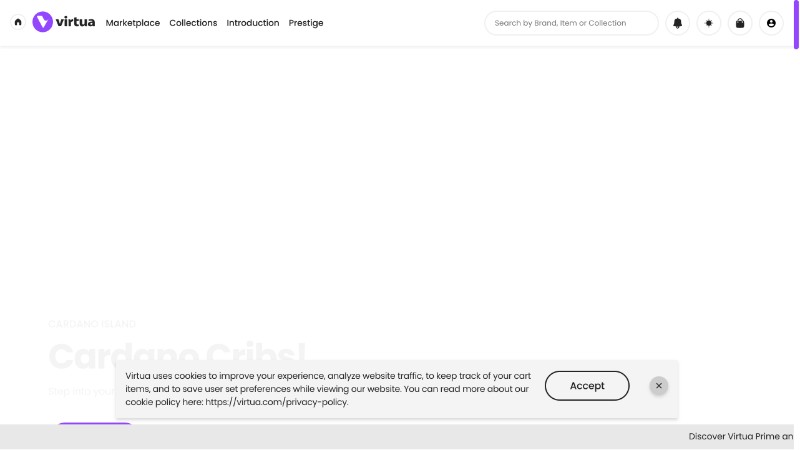 virtua Marketplace Collections Introduction Prestige Search by Brand, Item or Collection
CARDANO ISLAND
Cardano Cribs!
Step into your
Virtua uses cookies to improve your experience, analyze website traffic, to keep track of your cart
items, and to save user set preferences while viewing our website. You can read more about our
cookie policy here: https://virtua.com/privacy-policy.
Accept
Discover Virtua Prime an